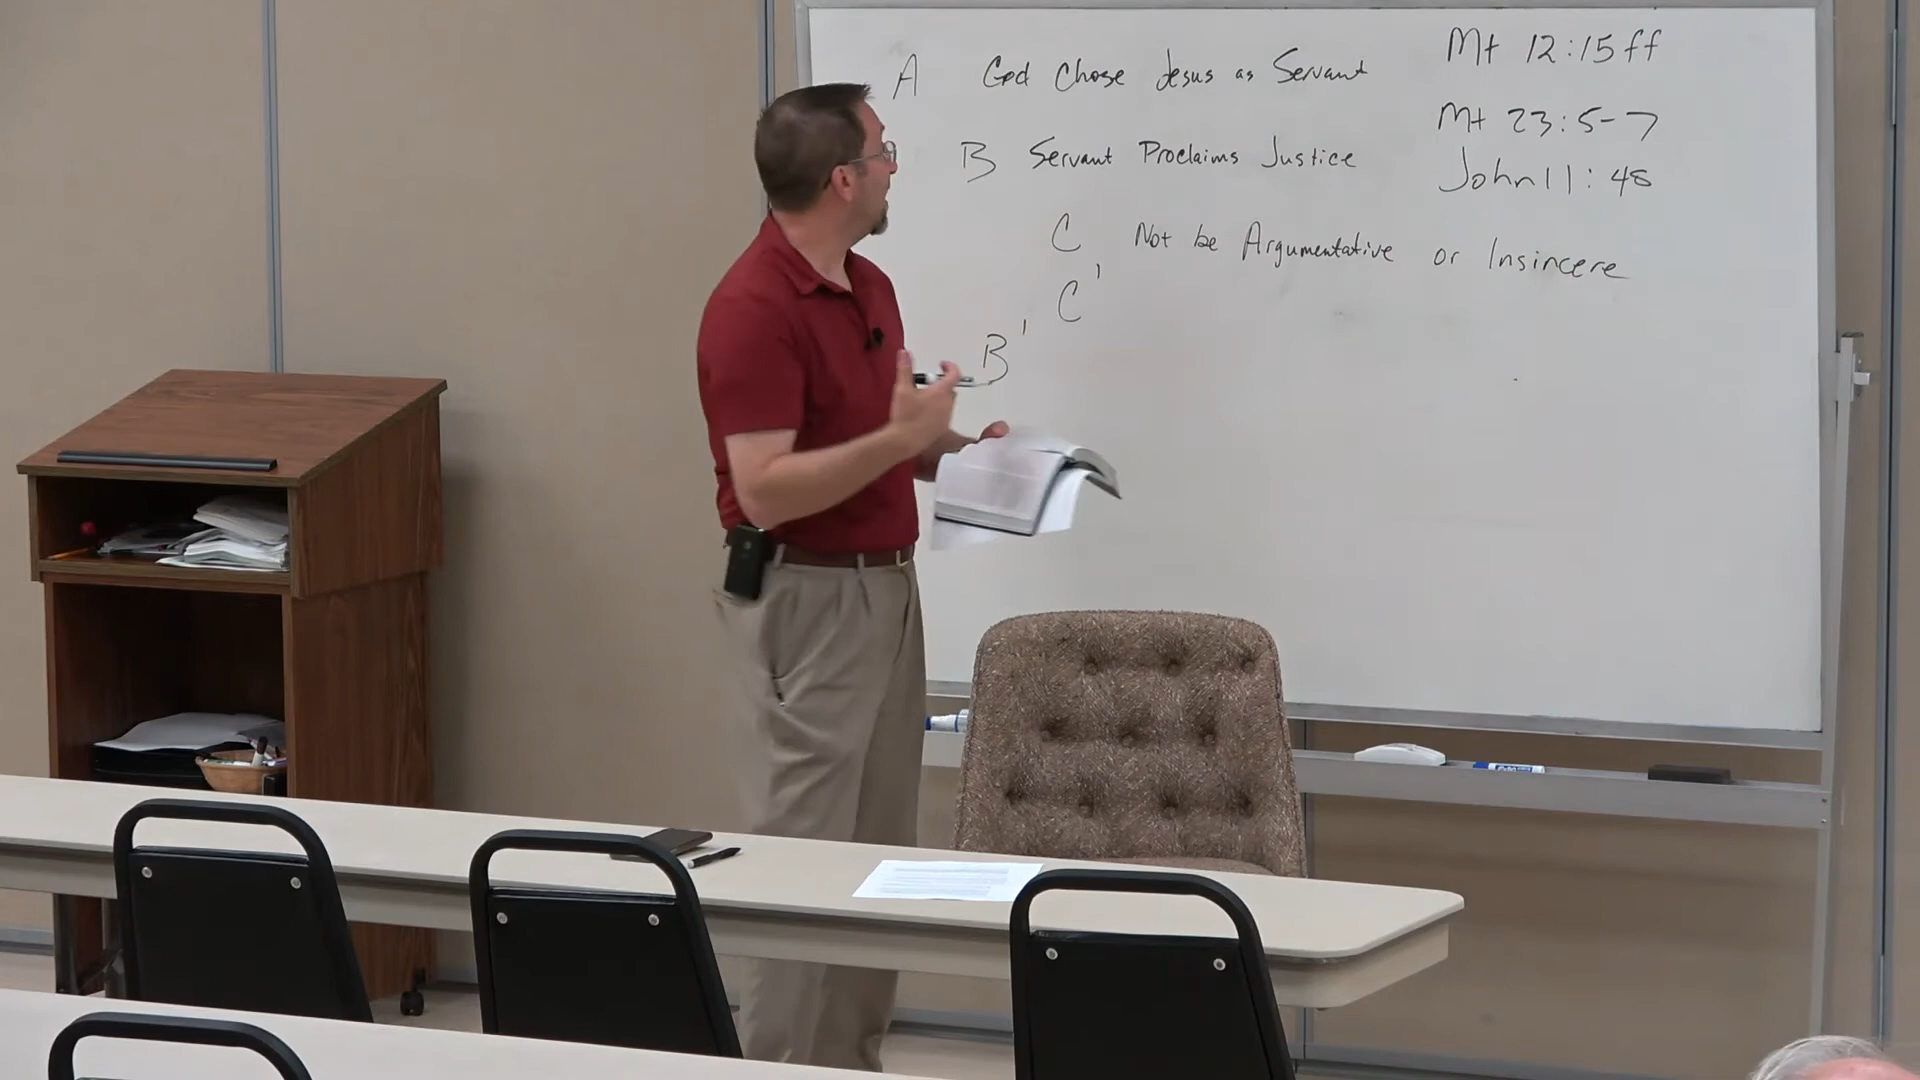 A God Chose Jesus as Servant
B Servant Proclaims Justice
C Not be Argumentative or Insincere
C'
B'
Mt 12:15ff
Mt 23:5-7
John 11:48